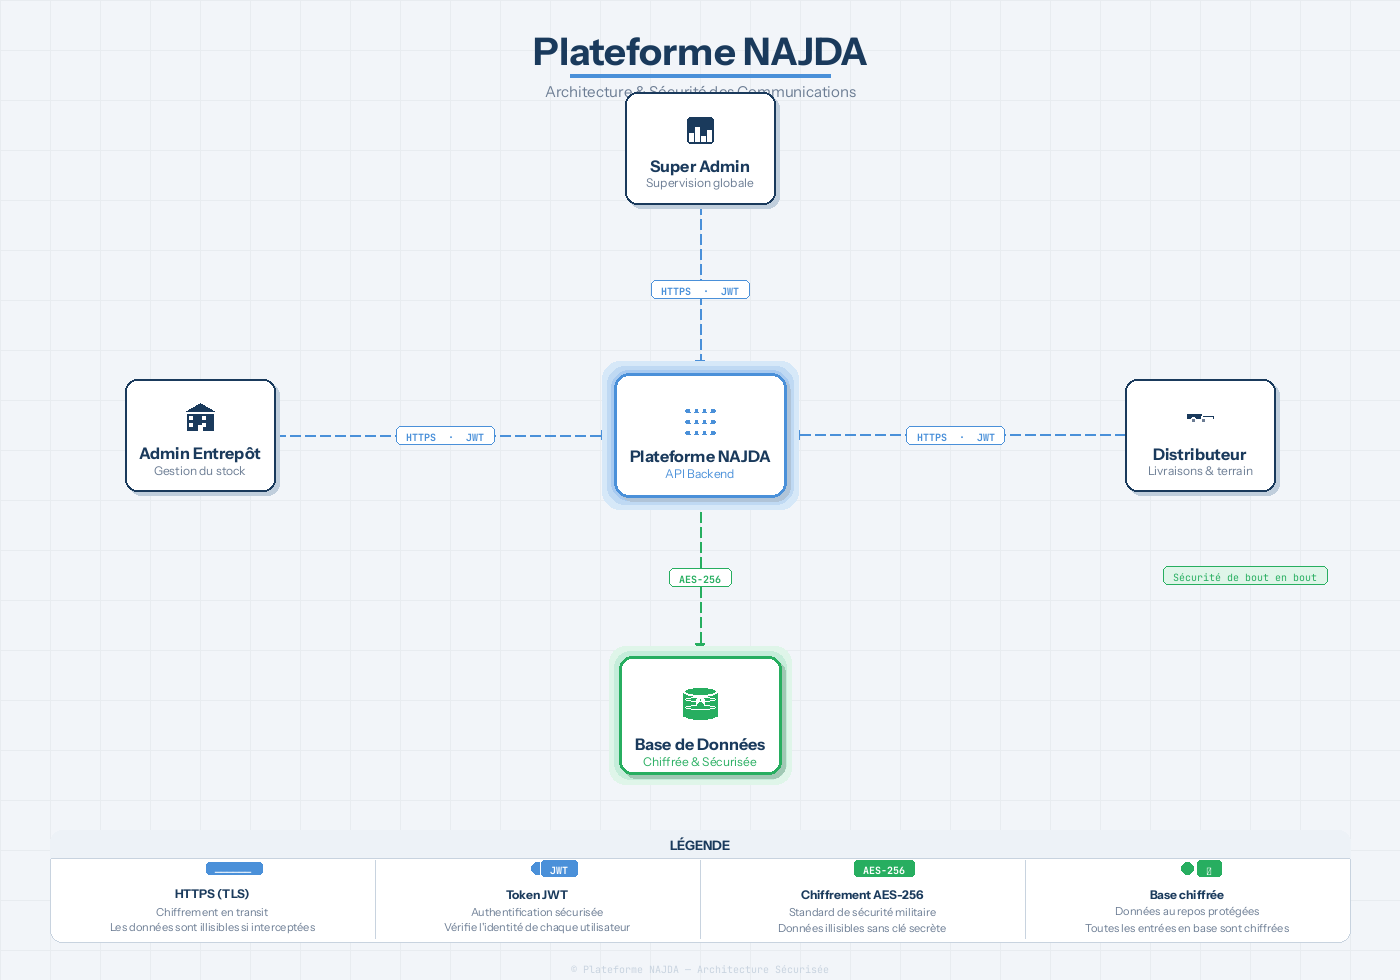 Plateforme NAJDA
Architecture & Sécurité des Communications
Super Admin
Supervision globale
HTTPS · JWT
Admin Entrepôt
Gestion du stock
HTTPS · JWT
Plateforme NAJDA
API Backend
HTTPS · JWT
Distributeur
Livraisons & terrain
AES-256
Sécurité de bout en bout
Base de Données
Chiffrée & Sécurisée
LÉGENDE
HTTPS (TLS)
Chiffrement en transit
Les données sont illisibles si interceptées
JWT
Token JWT
Authentification sécurisée
Vérifie l'identité de chaque utilisateur
AES-256
Chiffrement AES-256
Standard de sécurité militaire
Données illisibles sans clé secrète
Base chiffrée
Données au repos protégées
Toutes les entrées en base sont chiffrées
© Plateforme NAJDA — Architecture Sécurisée